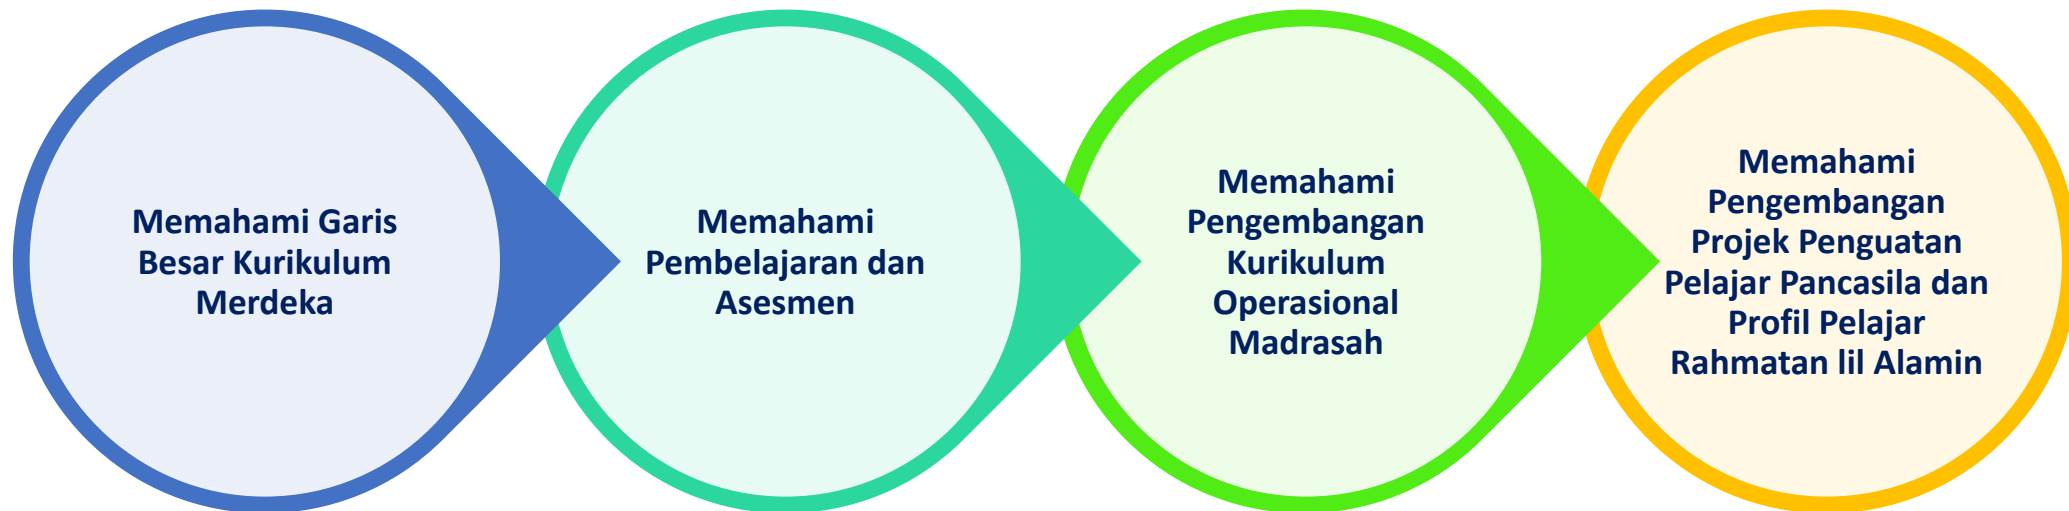 Memahami Garis
Besar Kurikulum
Merdeka
Memahami
Pembelajaran dan
Asesmen
Memahami
Pengembangan
Kurikulum
Operasional
Madrasah
Memahami
Pengembangan
Projek Penguatan
Pelajar Pancasila dan
Profil Pelajar
Rahmatan lil Alamin